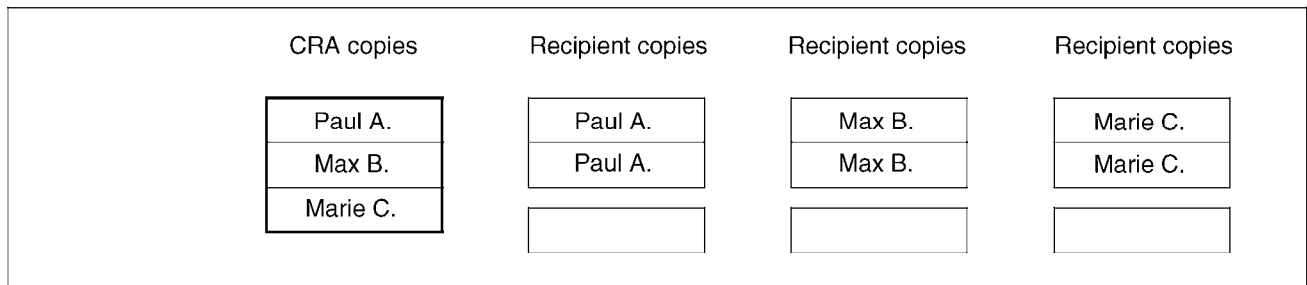 CRA copies Recipient copies Recipient copies Recipient copies
Paul A. Paul A. Max B. Marie C.
Max B. Paul A. Max B. Marie C.
Marie C.